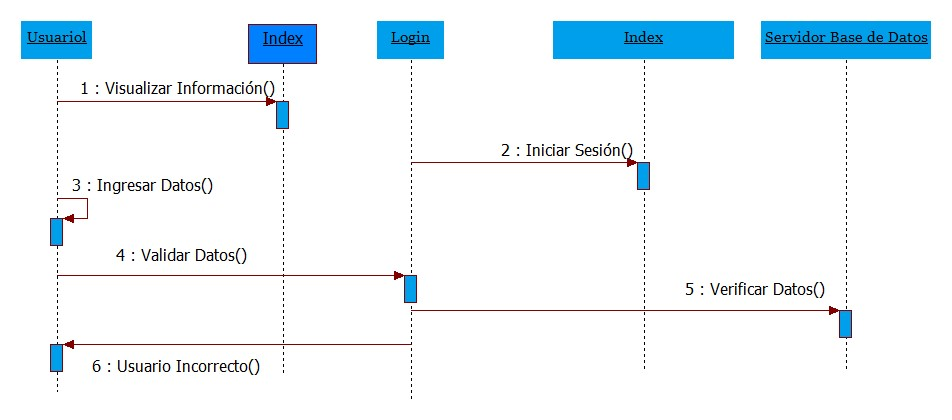 Usuariol
Index
Login
Index
Servidor Base de Datos
1 : Visualizar Información()
2 : Iniciar Sesión()
3 : Ingresar Datos()
4 : Validar Datos()
5 : Verificar Datos()
6 : Usuario Incorrecto()